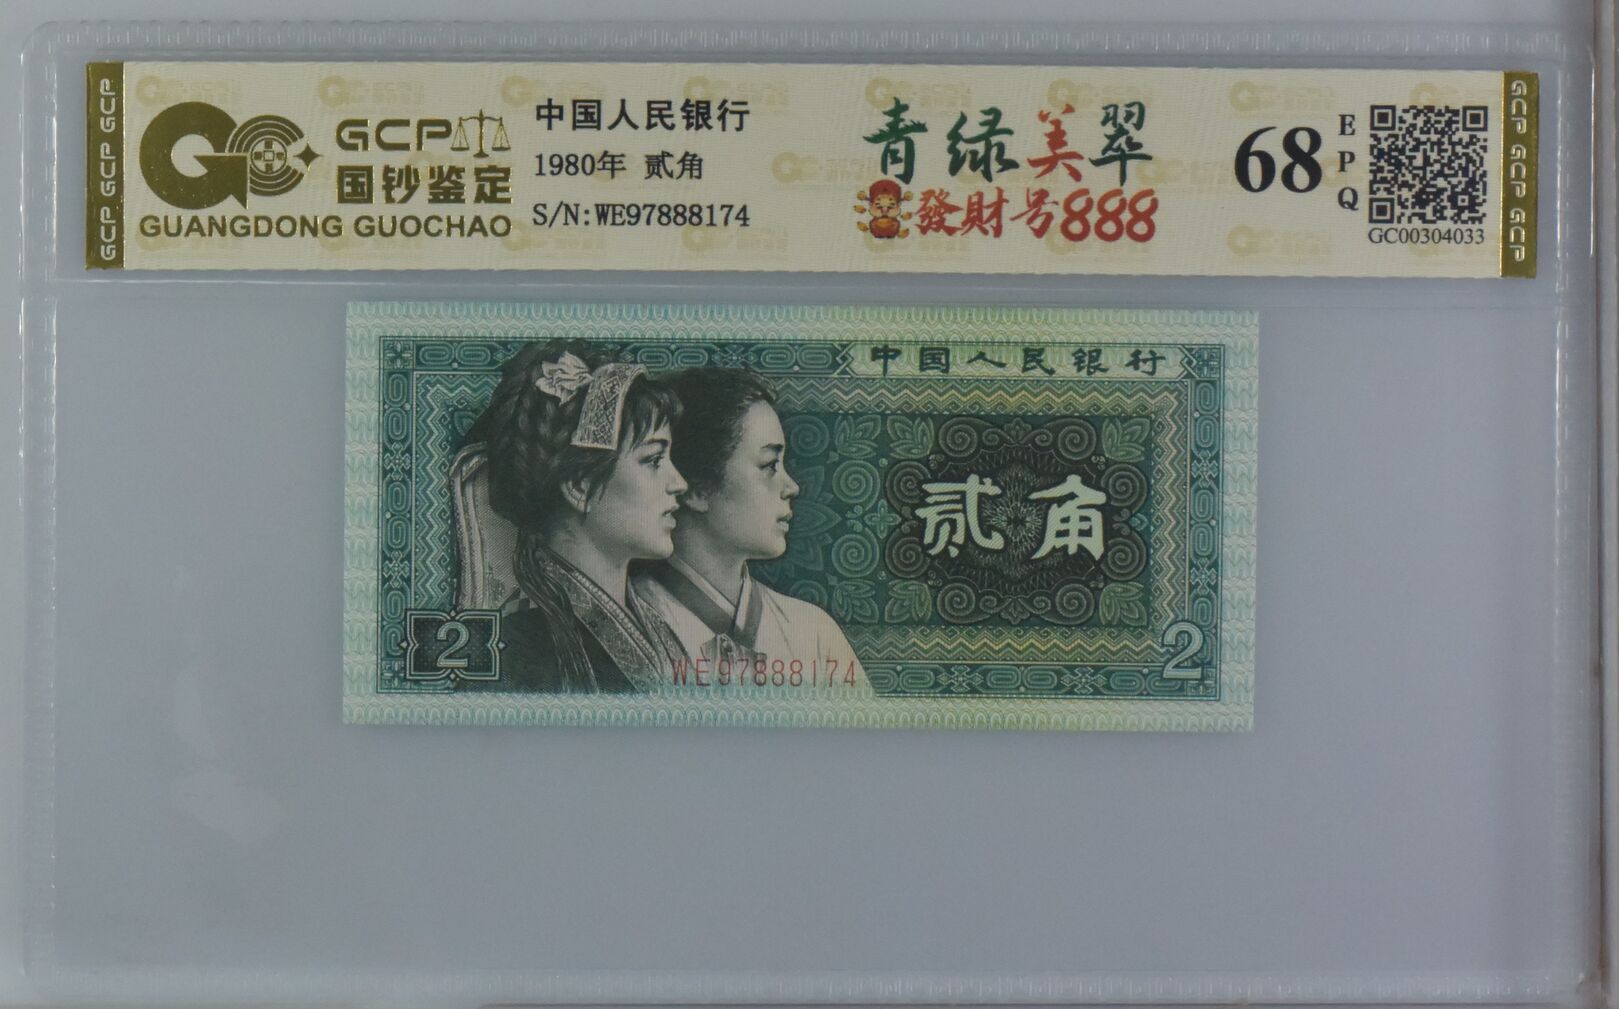 GCP GCP GCP
GCP
国钞鉴定
GUANGDONG GUOCHAO
中国人民银行
1980年 贰角
S/N:WE97888174
青绿美翠
發財号888
68
EPQ
GC00304033
GCP GCP GCP
中国人民银行
贰角
2
WE97888174
2